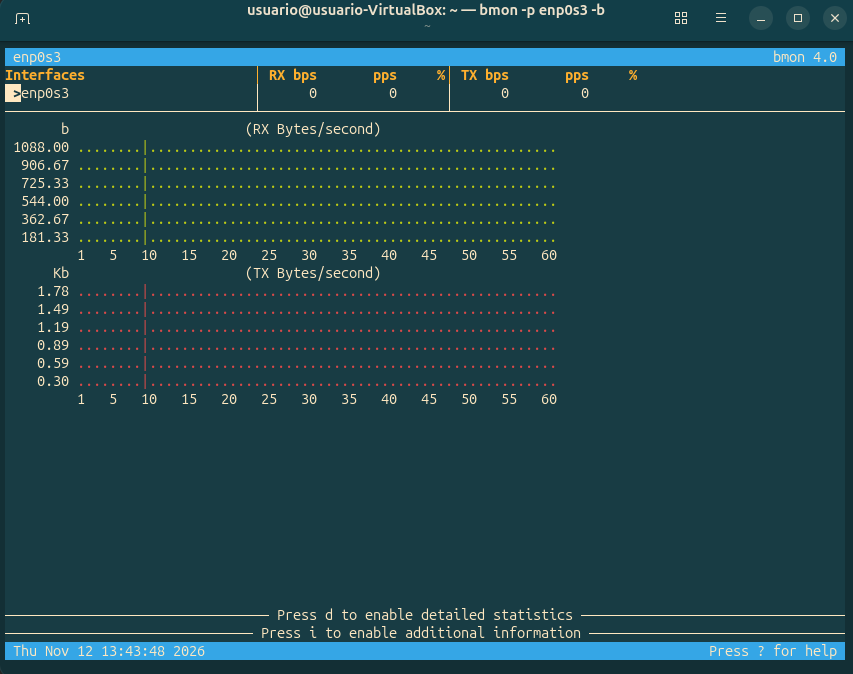 usuario@usuario-VirtualBox: ~ — bmon -p enp0s3 -b
~
enp0s3 bmon 4.0
Interfaces RX bps pps % TX bps pps %
>enp0s3 0 0 0 0
b (RX Bytes/second)
1088.00 ........|...................................................
906.67 ........|...................................................
725.33 ........|...................................................
544.00 ........|...................................................
362.67 ........|...................................................
181.33 ........|...................................................
1 5 10 15 20 25 30 35 40 45 50 55 60
Kb (TX Bytes/second)
1.78 ........|...................................................
1.49 ........|...................................................
1.19 ........|...................................................
0.89 ........|...................................................
0.59 ........|...................................................
0.30 ........|...................................................
1 5 10 15 20 25 30 35 40 45 50 55 60
Press d to enable detailed statistics
Press i to enable additional information
Thu Nov 12 13:43:48 2026 Press ? for help